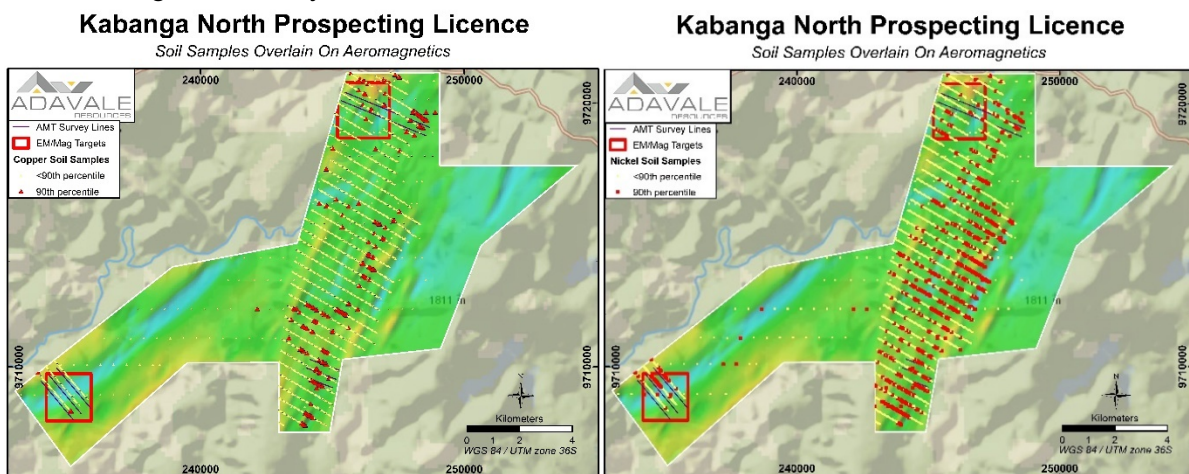 Kabanga North Prospecting Licence
Soil Samples Overlain On Aeromagnetics
240000
250000
9720000
ADAVALE
RESOURCES
AMT Survey Lines
EM/Mag Targets
Copper Soil Samples
<90th percentile
90th percentile
1811 m
9710000
N
Kilometers
0 1 2 4
WGS 84 / UTM zone 36S
240000
250000
Kabanga North Prospecting Licence
Soil Samples Overlain On Aeromagnetics
240000
250000
9720000
ADAVALE
RESOURCES
AMT Survey Lines
EM/Mag Targets
Nickel Soil Samples
<90th percentile
90th percentile
1811 m
9710000
N
Kilometers
0 1 2 4
WGS 84 / UTM zone 36S
240000
250000